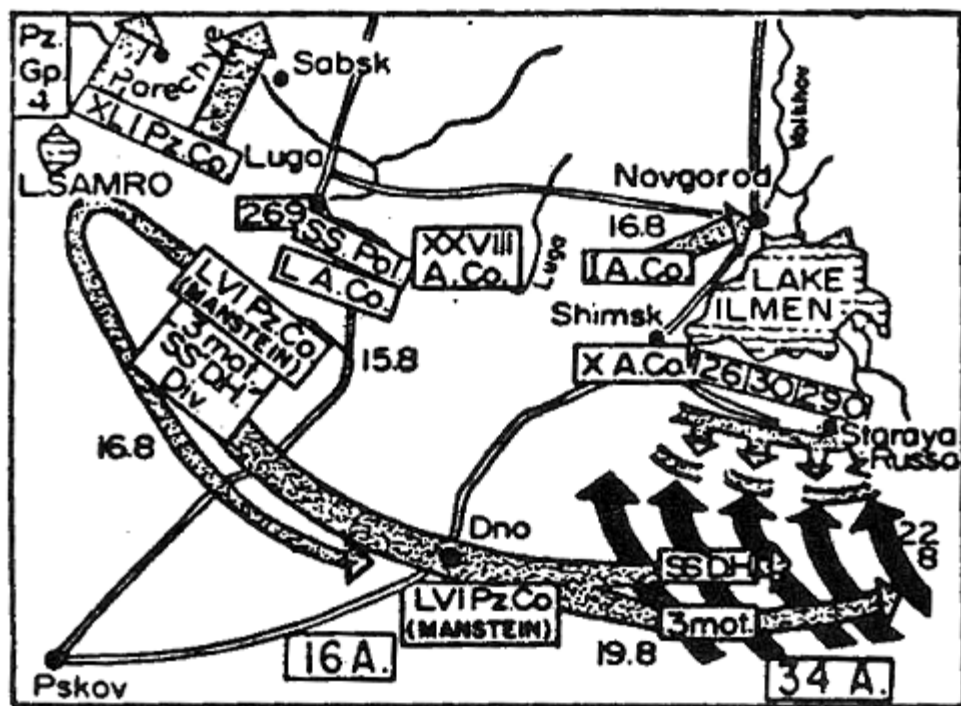 Pz.
Gp.
4
Porechye
Sabsk
XLI Pz.Co.
Luga
L.SAMRO
Volkhov
Novgorod
269
SS.Pol.
L A.Co.
XXVIII
A.Co.
Luga
16.8
I A.Co.
LAKE
ILMEN
LVI Pz.Co
(MANSTEIN)
3 mot.
SS D.H.
Div.
15.8
Shimsk
X A.Co.
126
30
290
Staraya
Russa
16.8
Dno
22
8
SS D.H.
LVI Pz.Co
(MANSTEIN)
3 mot.
19.8
16 A.
34 A.
Pskov